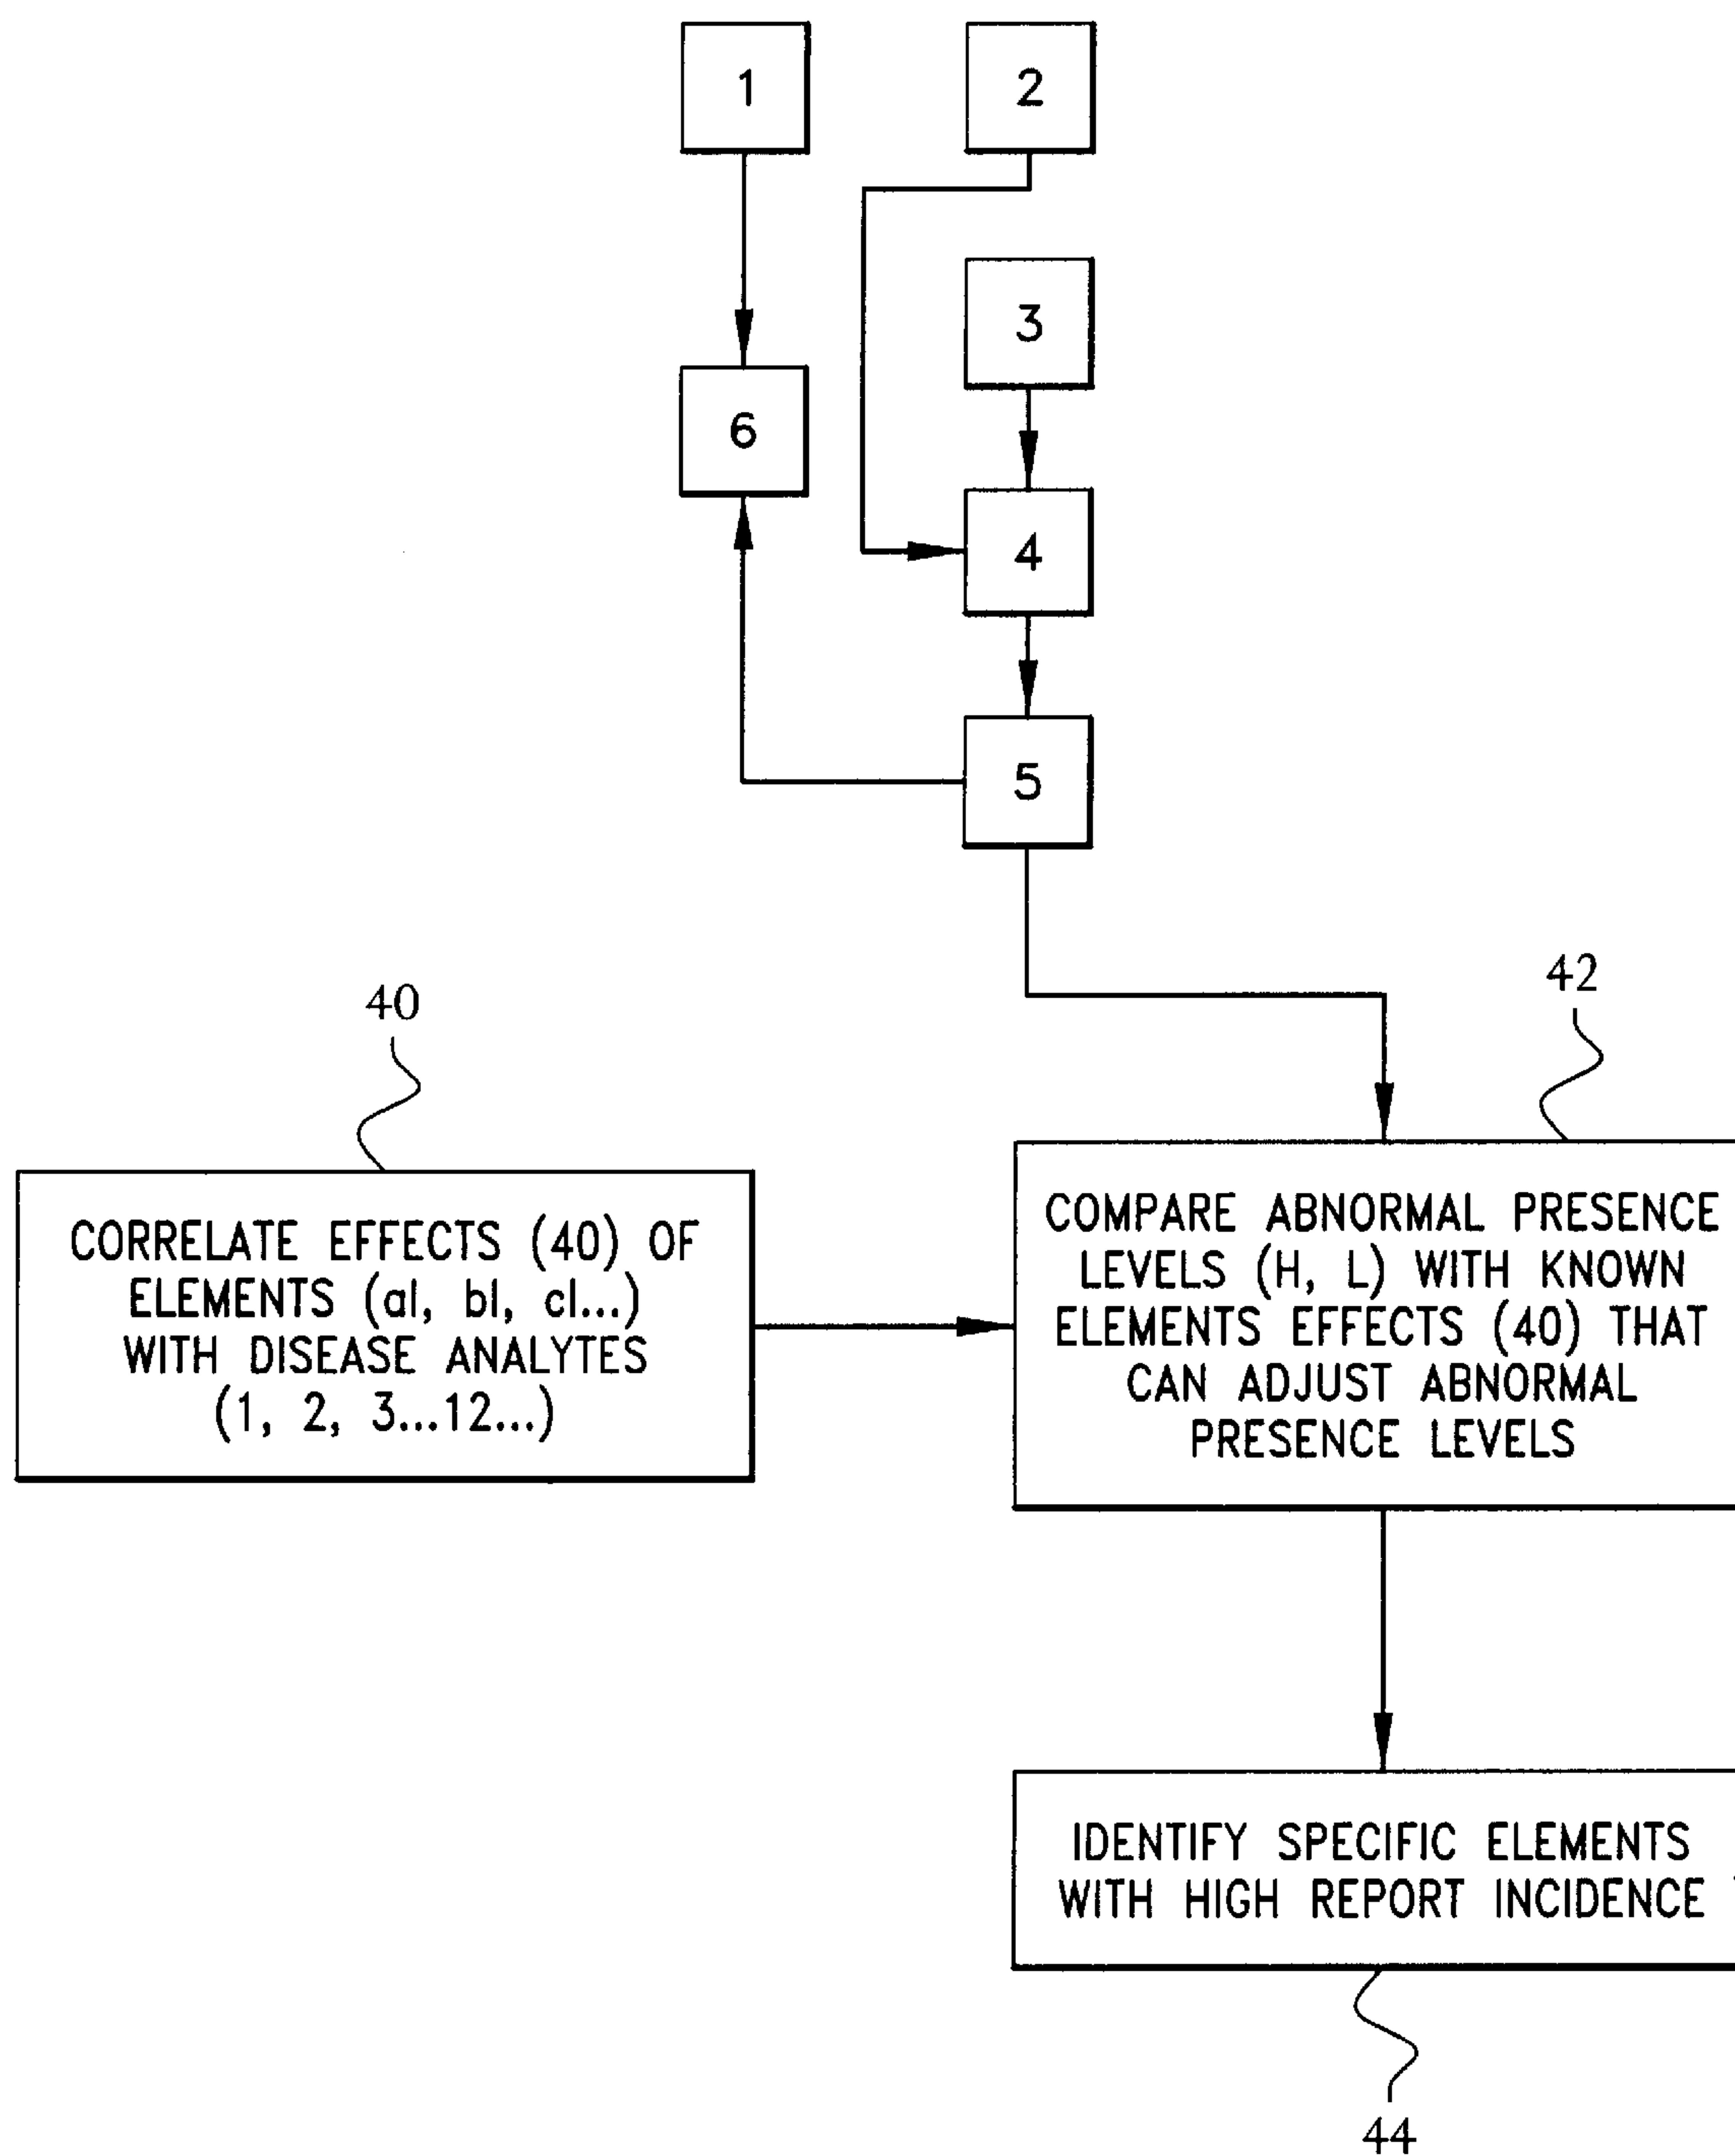 1
2
3
6
4
5
40
42
CORRELATE EFFECTS (40) OF
ELEMENTS (al, bl, cl...)
WITH DISEASE ANALYTES
(1, 2, 3...12...)
COMPARE ABNORMAL PRESENCE
LEVELS (H, L) WITH KNOWN
ELEMENTS EFFECTS (40) THAT
CAN ADJUST ABNORMAL
PRESENCE LEVELS
IDENTIFY SPECIFIC ELEMENTS
WITH HIGH REPORT INCIDENCE
44